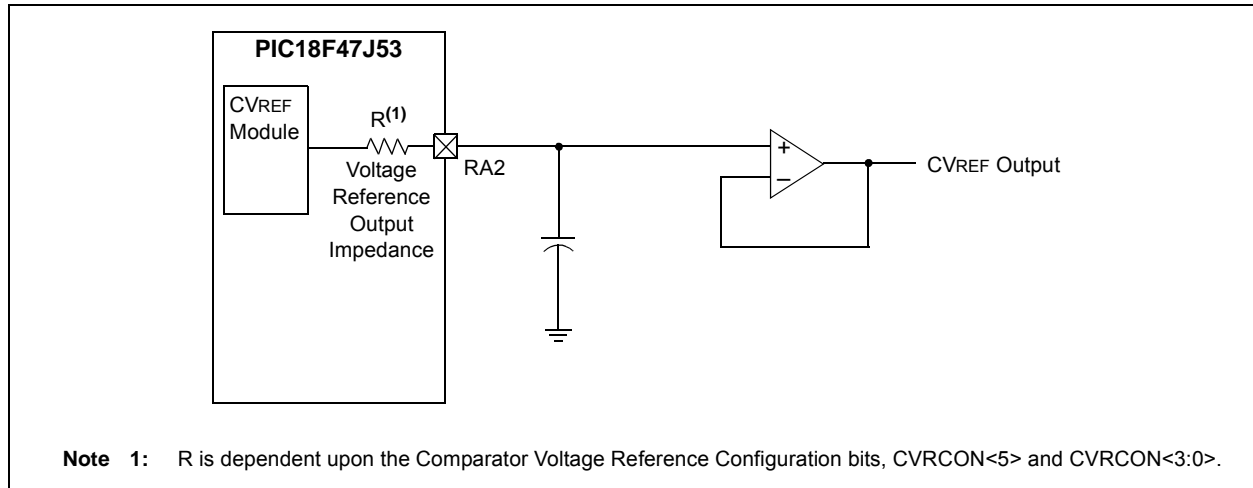 PIC18F47J53
CVREF
Module
R(1)
Voltage
Reference
Output
Impedance
RA2
+
–
CVREF Output
Note 1: R is dependent upon the Comparator Voltage Reference Configuration bits, CVRCON<5> and CVRCON<3:0>.